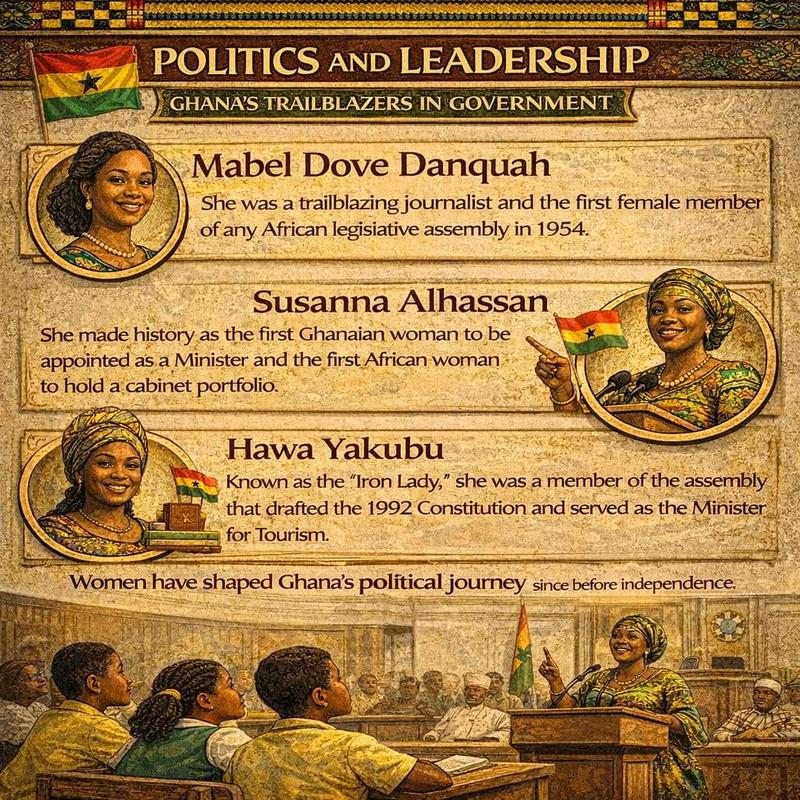 POLITICS AND LEADERSHIP
GHANA'S TRAILBLAZERS IN GOVERNMENT
Mabel Dove Danquah
She was a trailblazing journalist and the first female member
of any African legisiative assembly in 1954.
Susanna Alhassan
She made history as the first Ghanaian woman to be
appointed as a Minister and the first African woman
to hold a cabinet portfolio.
Hawa Yakubu
Known as the "Iron Lady," she was a member of the assembly
that drafted the 1992 Constitution and served as the Minister
for Tourism.
Women have shaped Ghana's political journey since before independence.